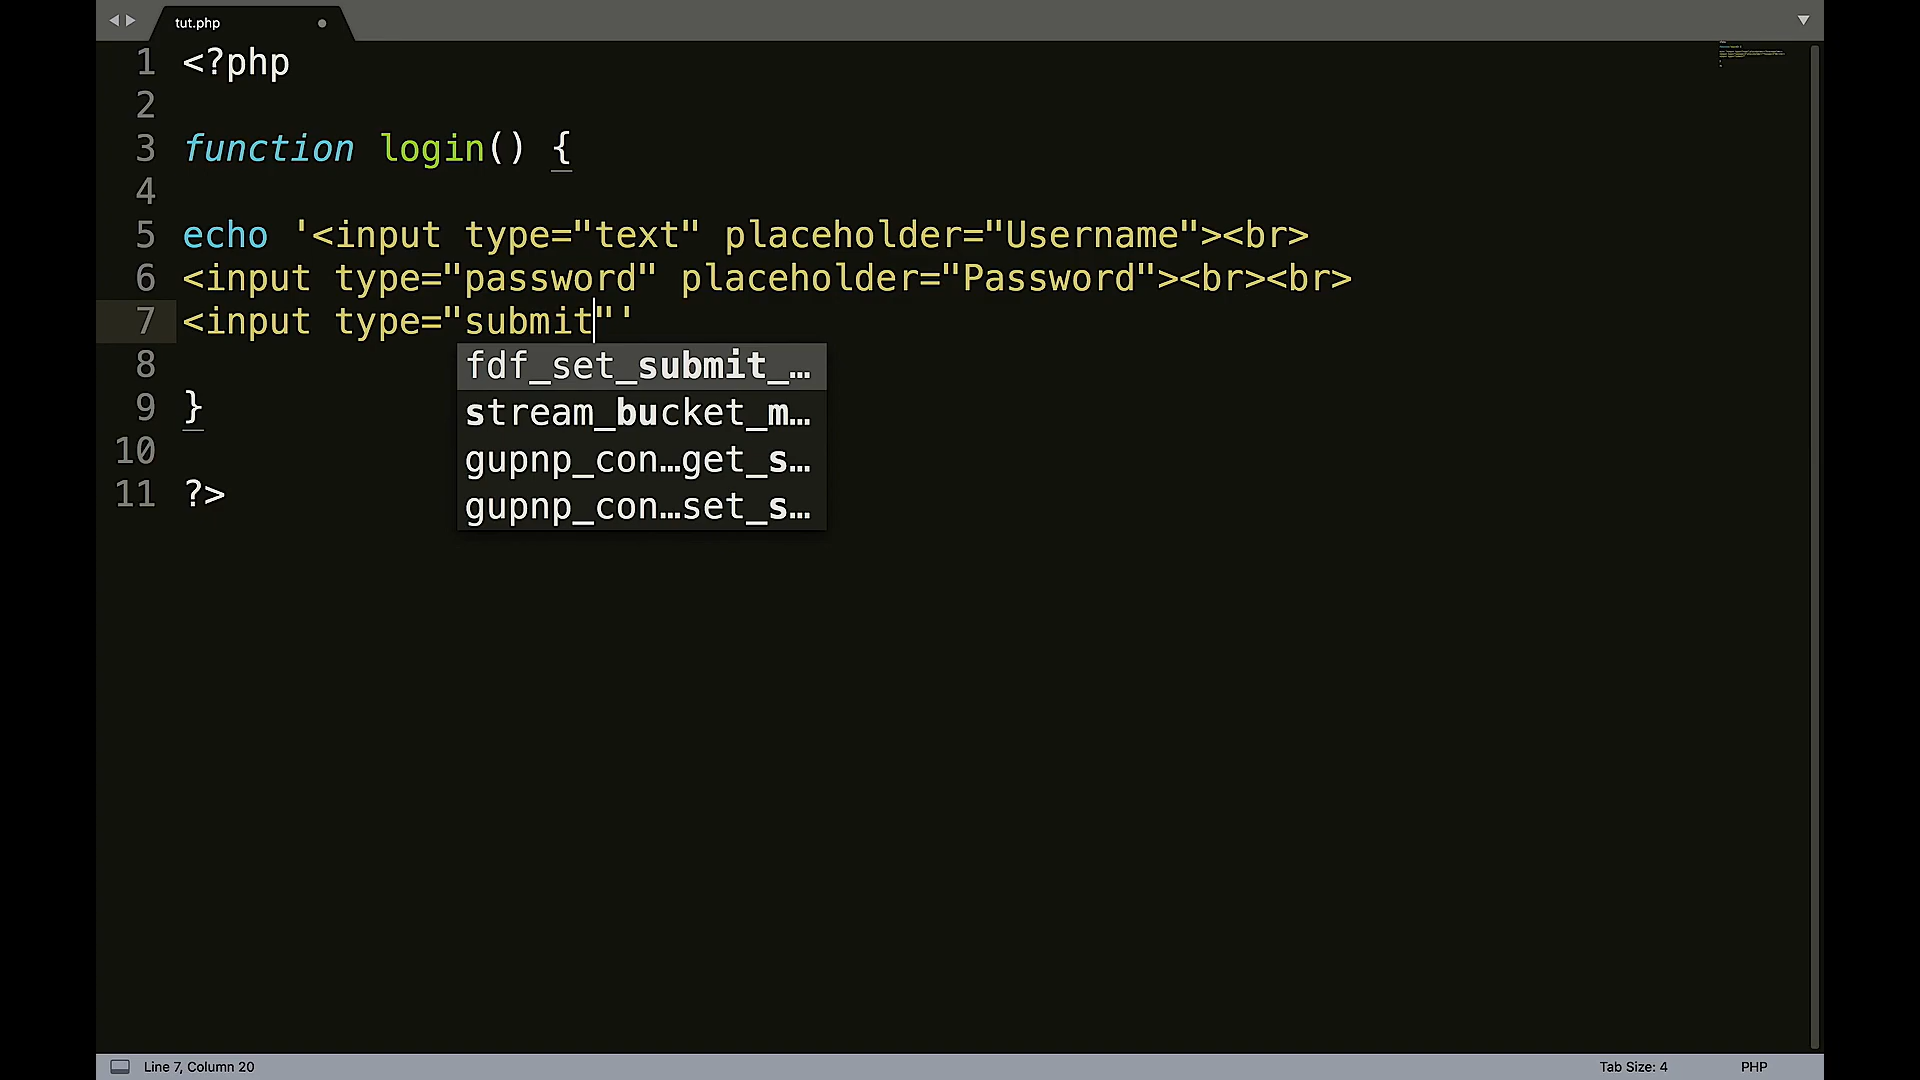 tut.php
1 <?php
2
3 function login() {
4
5 echo '<input type="text" placeholder="Username"><br>
6 <input type="password" placeholder="Password"><br><br>
7 <input type="submit"'
fdf_set_submit_…
stream_bucket_m…
gupnp_con…get_s…
gupnp_con…set_s…
8
9 }
10
11 ?>
Line 7, Column 20
Tab Size: 4
PHP